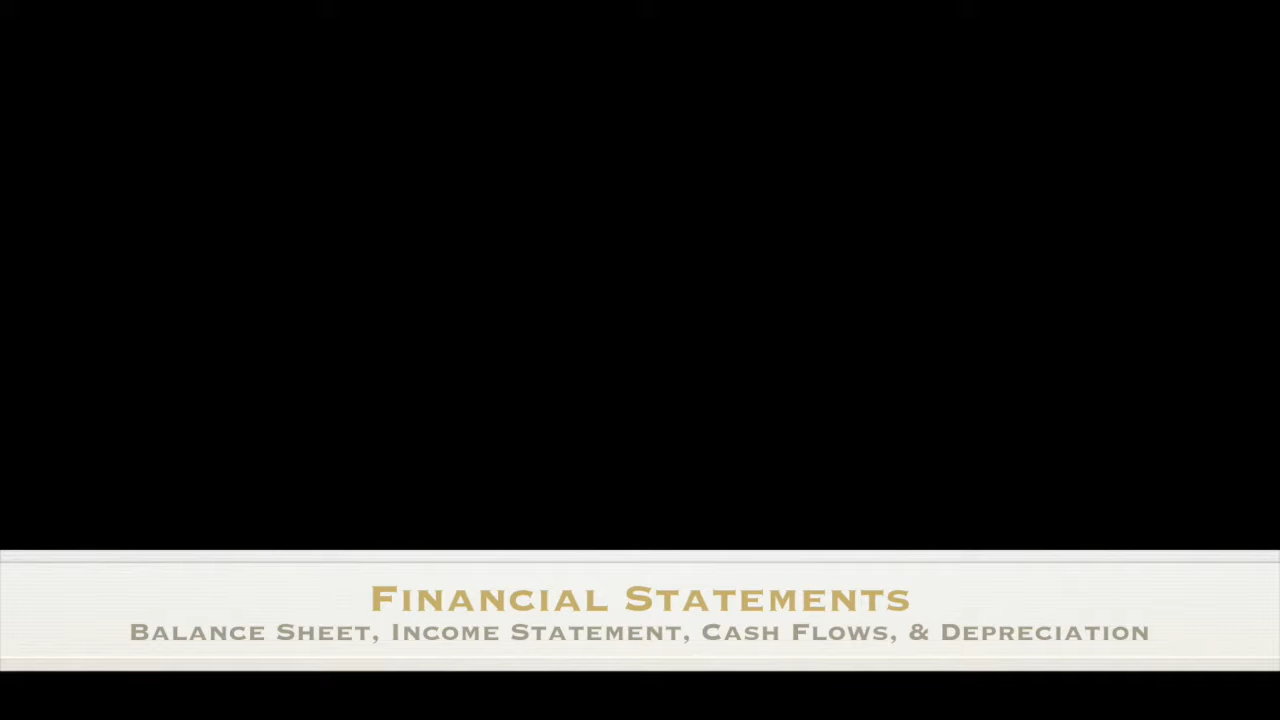 Financial Statements
Balance Sheet, Income Statement, Cash Flows, & Depreciation